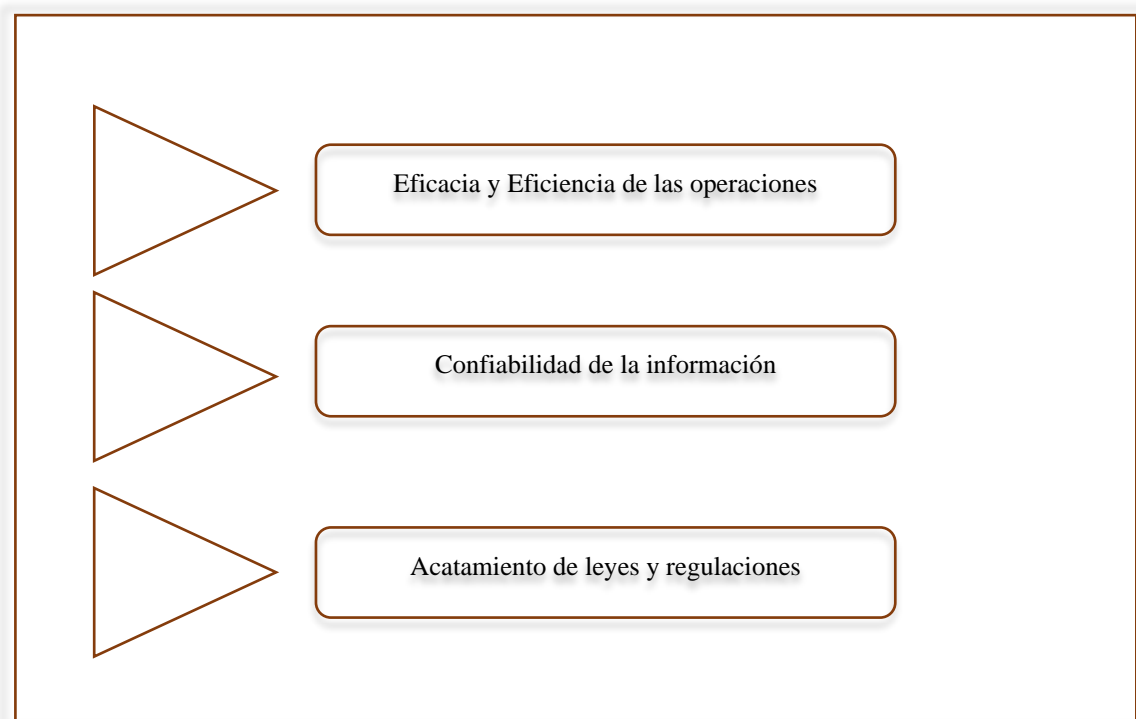 Eficacia y Eficiencia de las operaciones
Confiabilidad de la información
Acatamiento de leyes y regulaciones